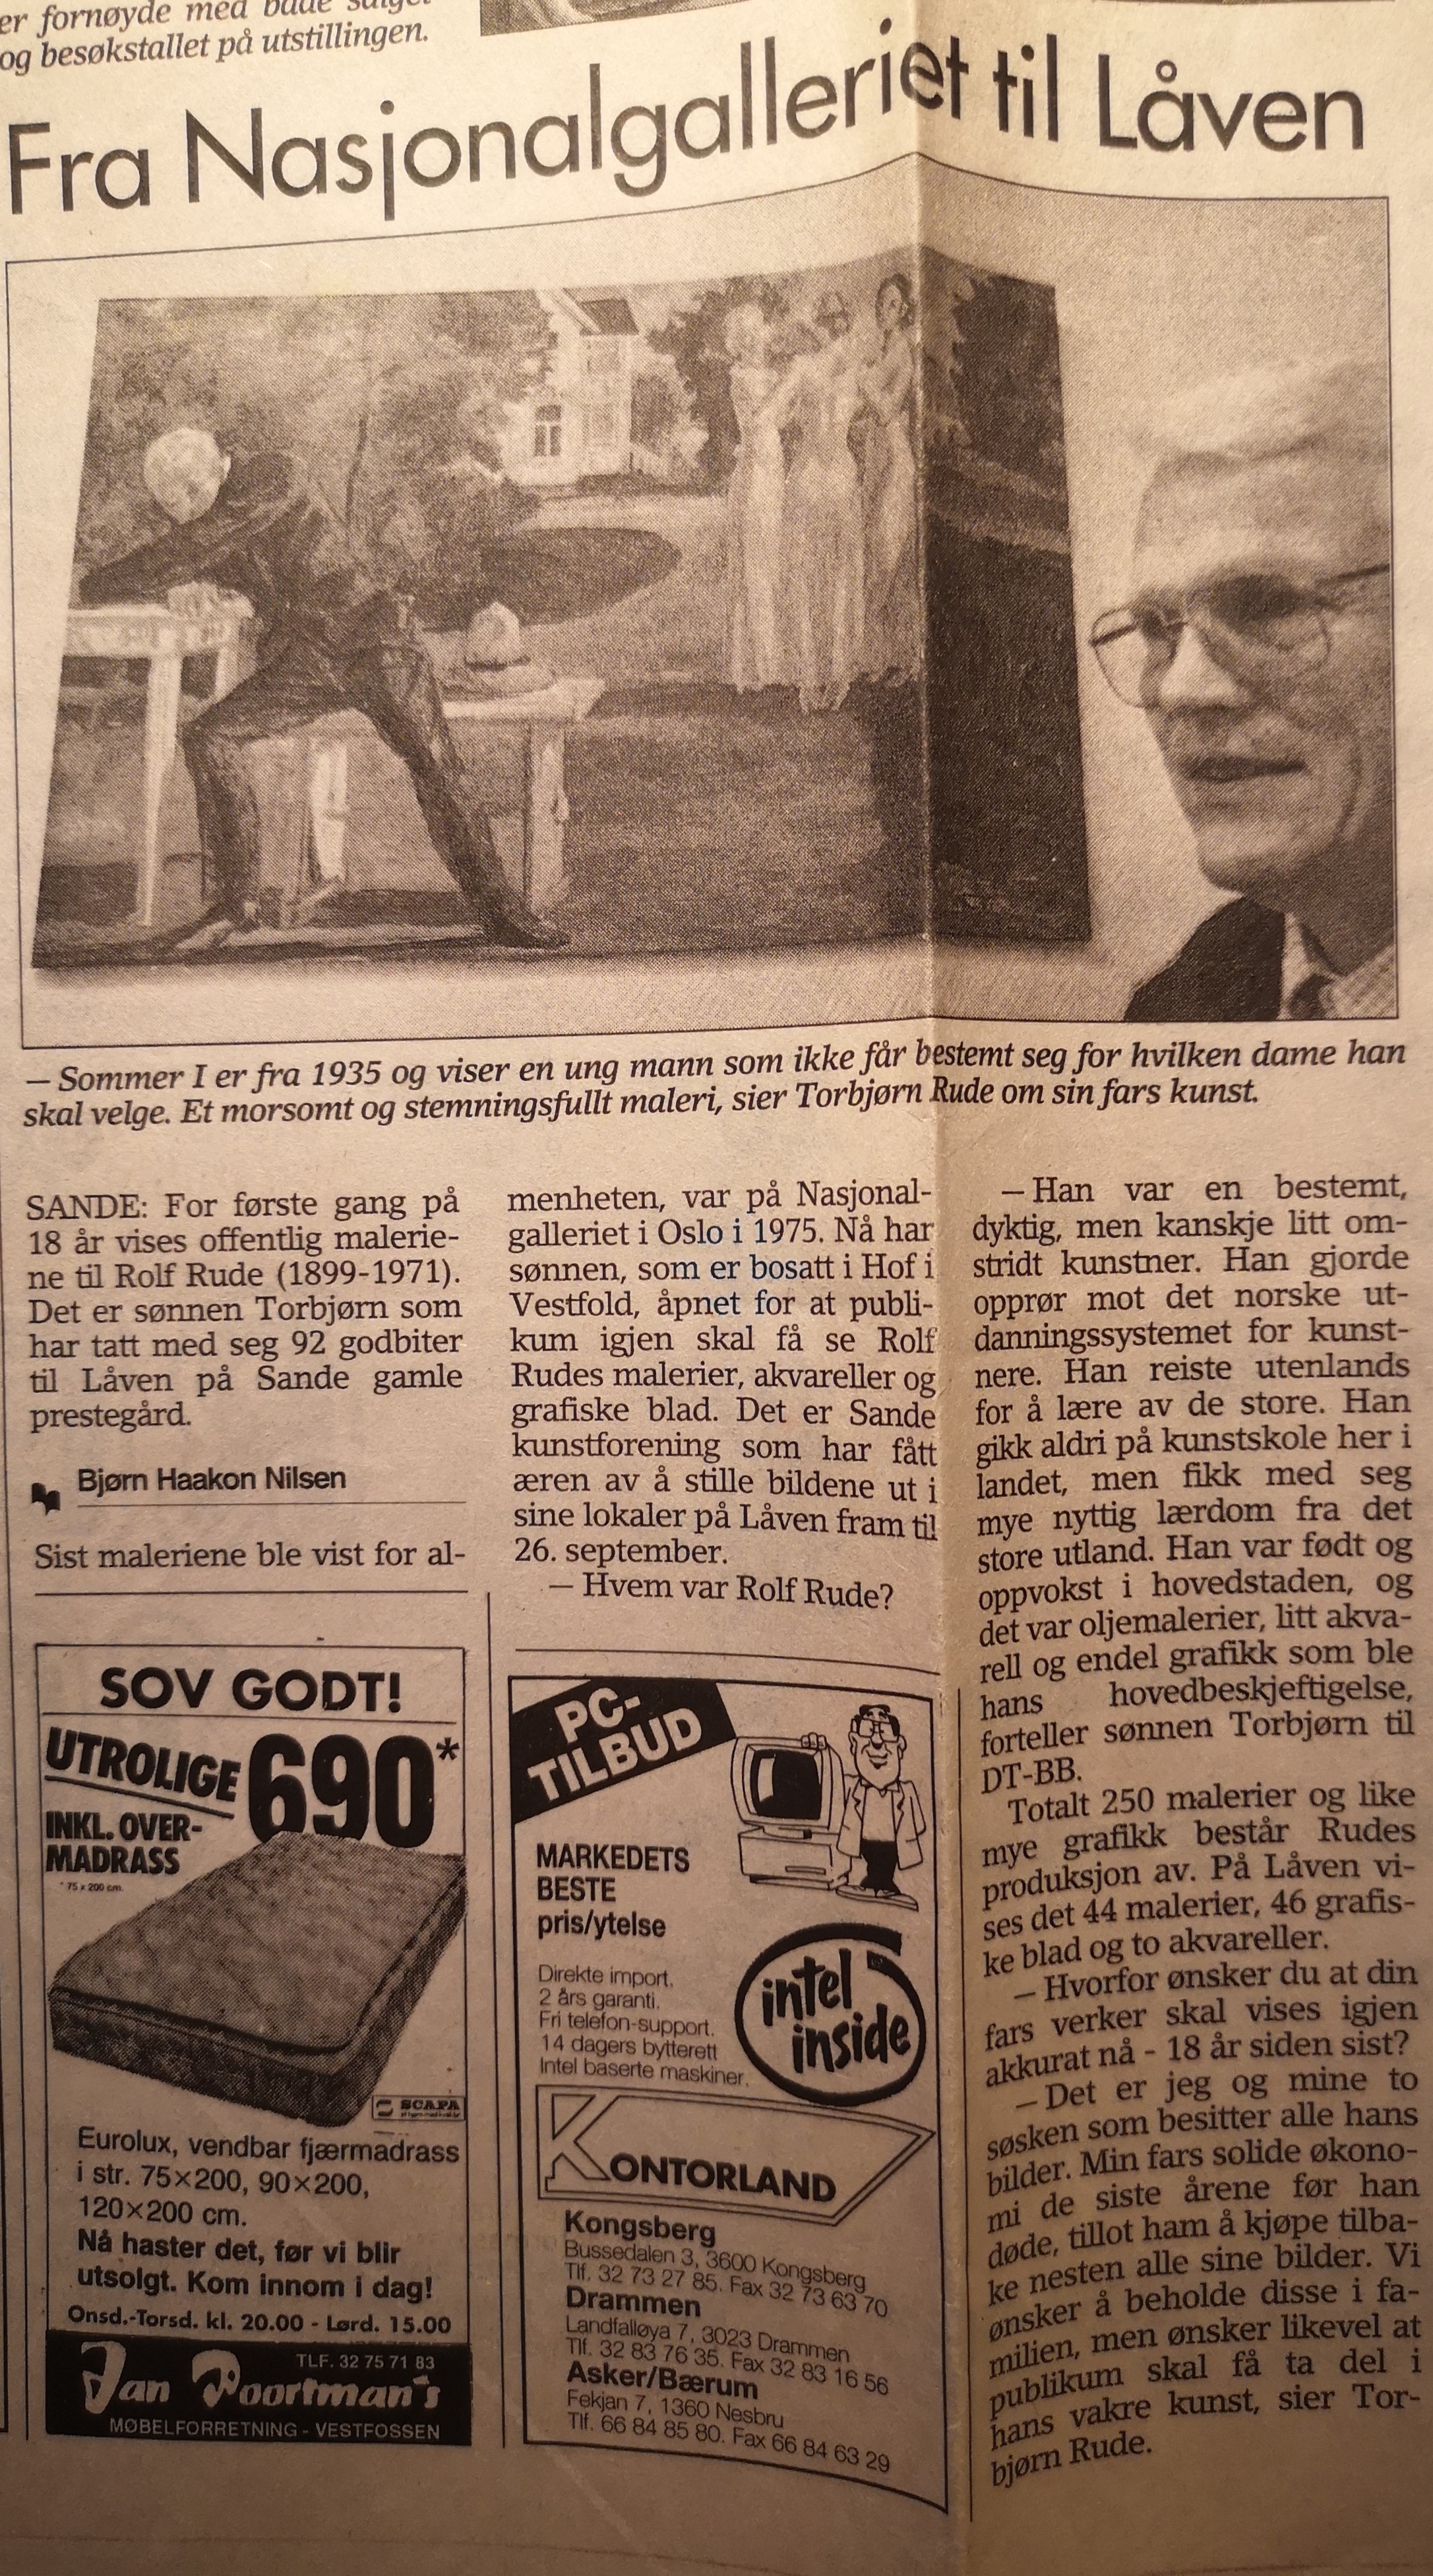 er fornøyde med både salget
og besøkstallet på utstillingen.
Fra Nasjonalgalleriet til Låven
– Sommer I er fra 1935 og viser en ung mann som ikke får bestemt seg for hvilken dame han
skal velge. Et morsomt og stemningsfullt maleri, sier Torbjørn Rude om sin fars kunst.
SANDE: For første gang på
18 år vises offentlig malerie-
ne til Rolf Rude (1899-1971).
Det er sønnen Torbjørn som
har tatt med seg 92 godbiter
til Låven på Sande gamle
prestegård.
Bjørn Haakon Nilsen
Sist maleriene ble vist for al-
menheten, var på Nasjonal-
galleriet i Oslo i 1975. Nå har
sønnen, som er bosatt i Hof i
Vestfold, åpnet for at publi-
kum igjen skal få se Rolf
Rudes malerier, akvareller og
grafiske blad. Det er Sande
kunstforening som har fått
æren av å stille bildene ut i
sine lokaler på Låven fram til
26. september.
– Hvem var Rolf Rude?
– Han var en bestemt,
dyktig, men kanskje litt om-
stridt kunstner. Han gjorde
opprør mot det norske ut-
danningssystemet for kunst-
nere. Han reiste utenlands
for å lære av de store. Han
gikk aldri på kunstskole her i
landet, men fikk med seg
mye nyttig lærdom fra det
store utland. Han var født og
oppvokst i hovedstaden, og
det var oljemalerier, litt akva-
rell og endel grafikk som ble
hans hovedbeskjeftigelse,
forteller sønnen Torbjørn til
DT-BB.
Totalt 250 malerier og like
mye grafikk består Rudes
produksjon av. På Låven vi-
ses det 44 malerier, 46 grafis-
ke blad og to akvareller.
– Hvorfor ønsker du at din
fars verker skal vises igjen
akkurat nå - 18 år siden sist?
– Det er jeg og mine to
søsken som besitter alle hans
bilder. Min fars solide økono-
mi de siste årene før han
døde, tillot ham å kjøpe tilba-
ke nesten alle sine bilder. Vi
ønsker å beholde disse i fa-
milien, men ønsker likevel at
publikum skal få ta del i
hans vakre kunst, sier Tor-
bjørn Rude.
SOV GODT!
UTROLIGE 690*
INKL. OVER-
MADRASS
* 75 x 200 cm.
SCAPA
Eurolux, vendbar fjærmadrass
i str. 75×200, 90×200,
120×200 cm.
Nå haster det, før vi blir
utsolgt. Kom innom i dag!
Onsd.-Torsd. kl. 20.00 - Lørd. 15.00
TLF. 32 75 71 83
Jan Poortman's
MØBELFORRETNING - VESTFOSSEN
PC-
TILBUD
MARKEDETS
BESTE
pris/ytelse
Direkte import.
2 års garanti.
Fri telefon-support.
14 dagers bytterett
Intel baserte maskiner.
intel
inside
KONTORLAND
Kongsberg
Bussedalen 3, 3600 Kongsberg
Tlf. 32 73 27 85. Fax 32 73 63 70
Drammen
Landfalløya 7, 3023 Drammen
Tlf. 32 83 76 35. Fax 32 83 16 56
Asker/Bærum
Fekjan 7, 1360 Nesbru
Tlf. 66 84 85 80. Fax 66 84 63 29